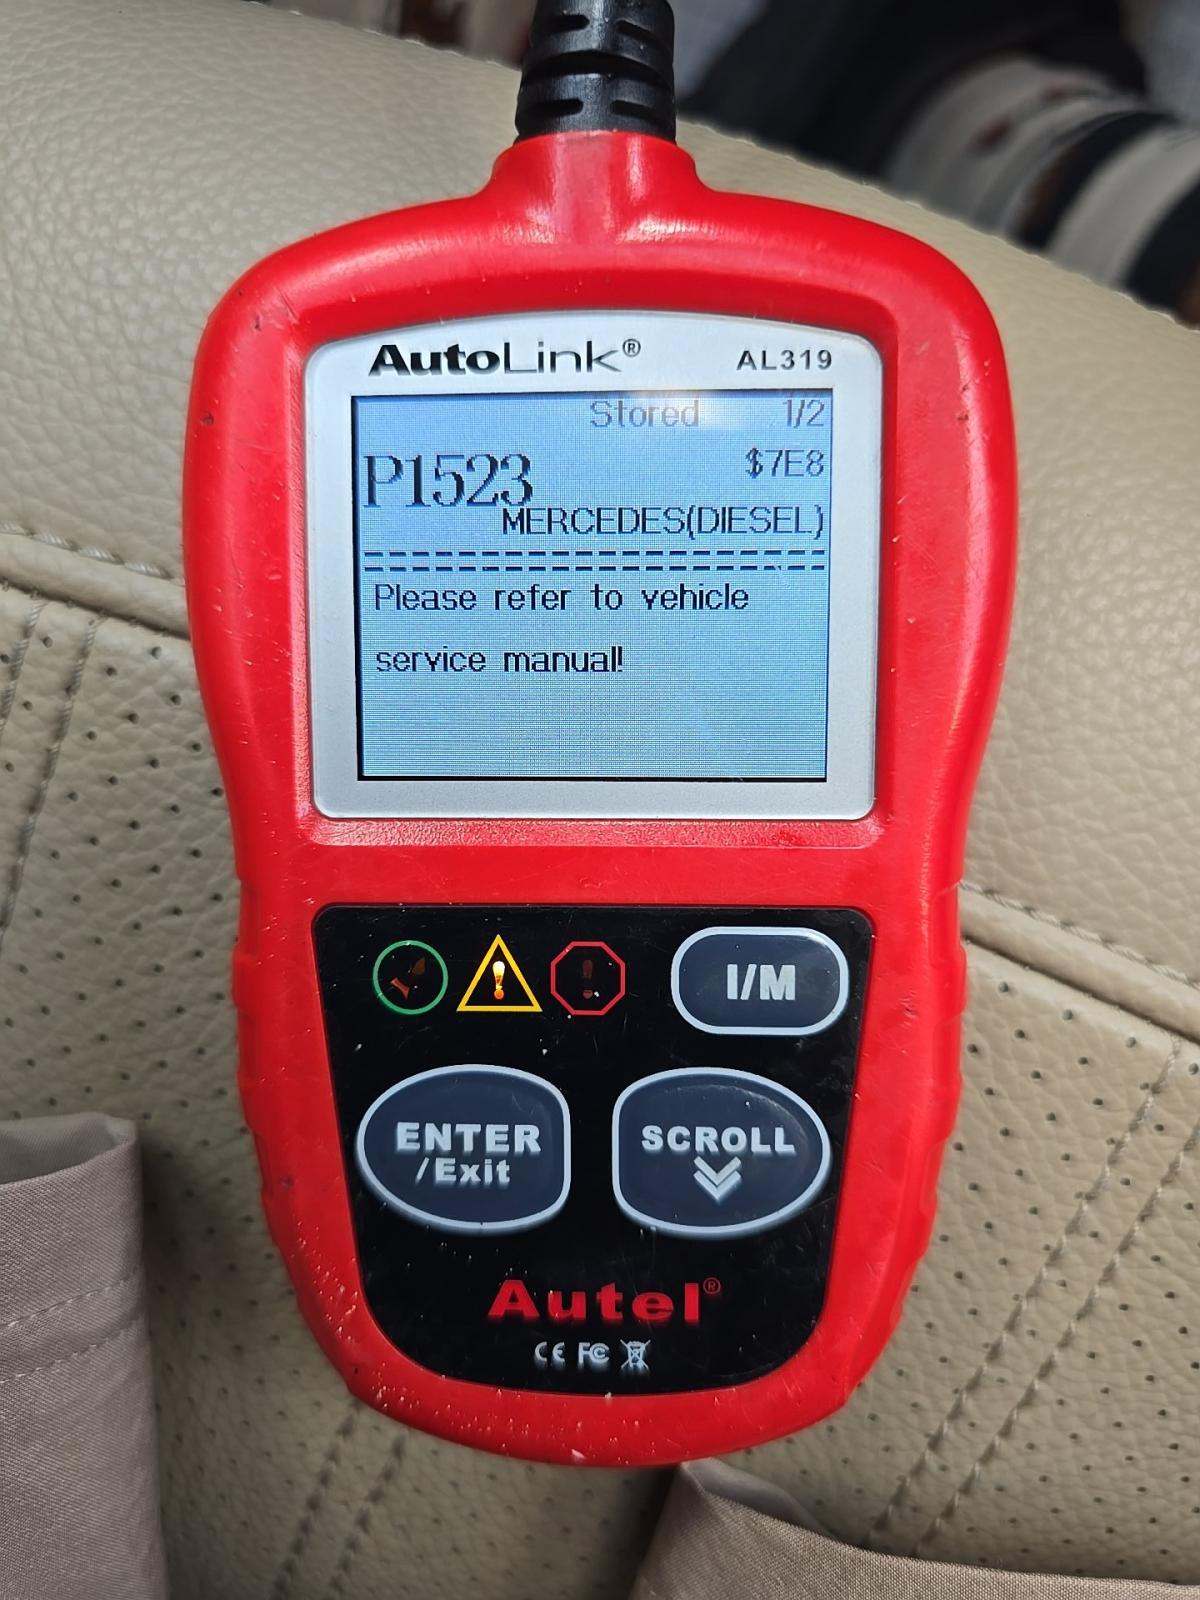 AutoLink® AL319
Stored 1/2
P1523 $7E8
MERCEDES(DIESEL)
Please refer to vehicle
service manual!
I/M
ENTER SCROLL
/Exit
Autel®
CE FC